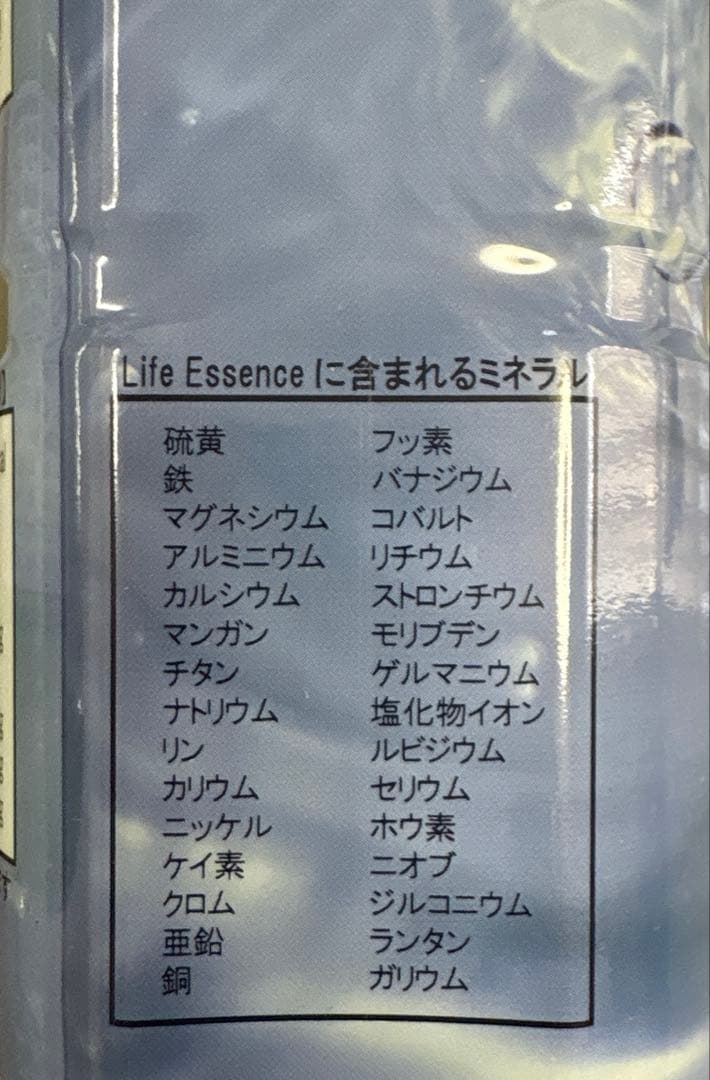 Life Essence に含まれるミネラル
硫黄 フッ素
鉄 バナジウム
マグネシウム コバルト
アルミニウム リチウム
カルシウム ストロンチウム
マンガン モリブデン
チタン ゲルマニウム
ナトリウム 塩化物イオン
リン ルビジウム
カリウム セリウム
ニッケル ホウ素
ケイ素 ニオブ
クロム ジルコニウム
亜鉛 ランタン
銅 ガリウム